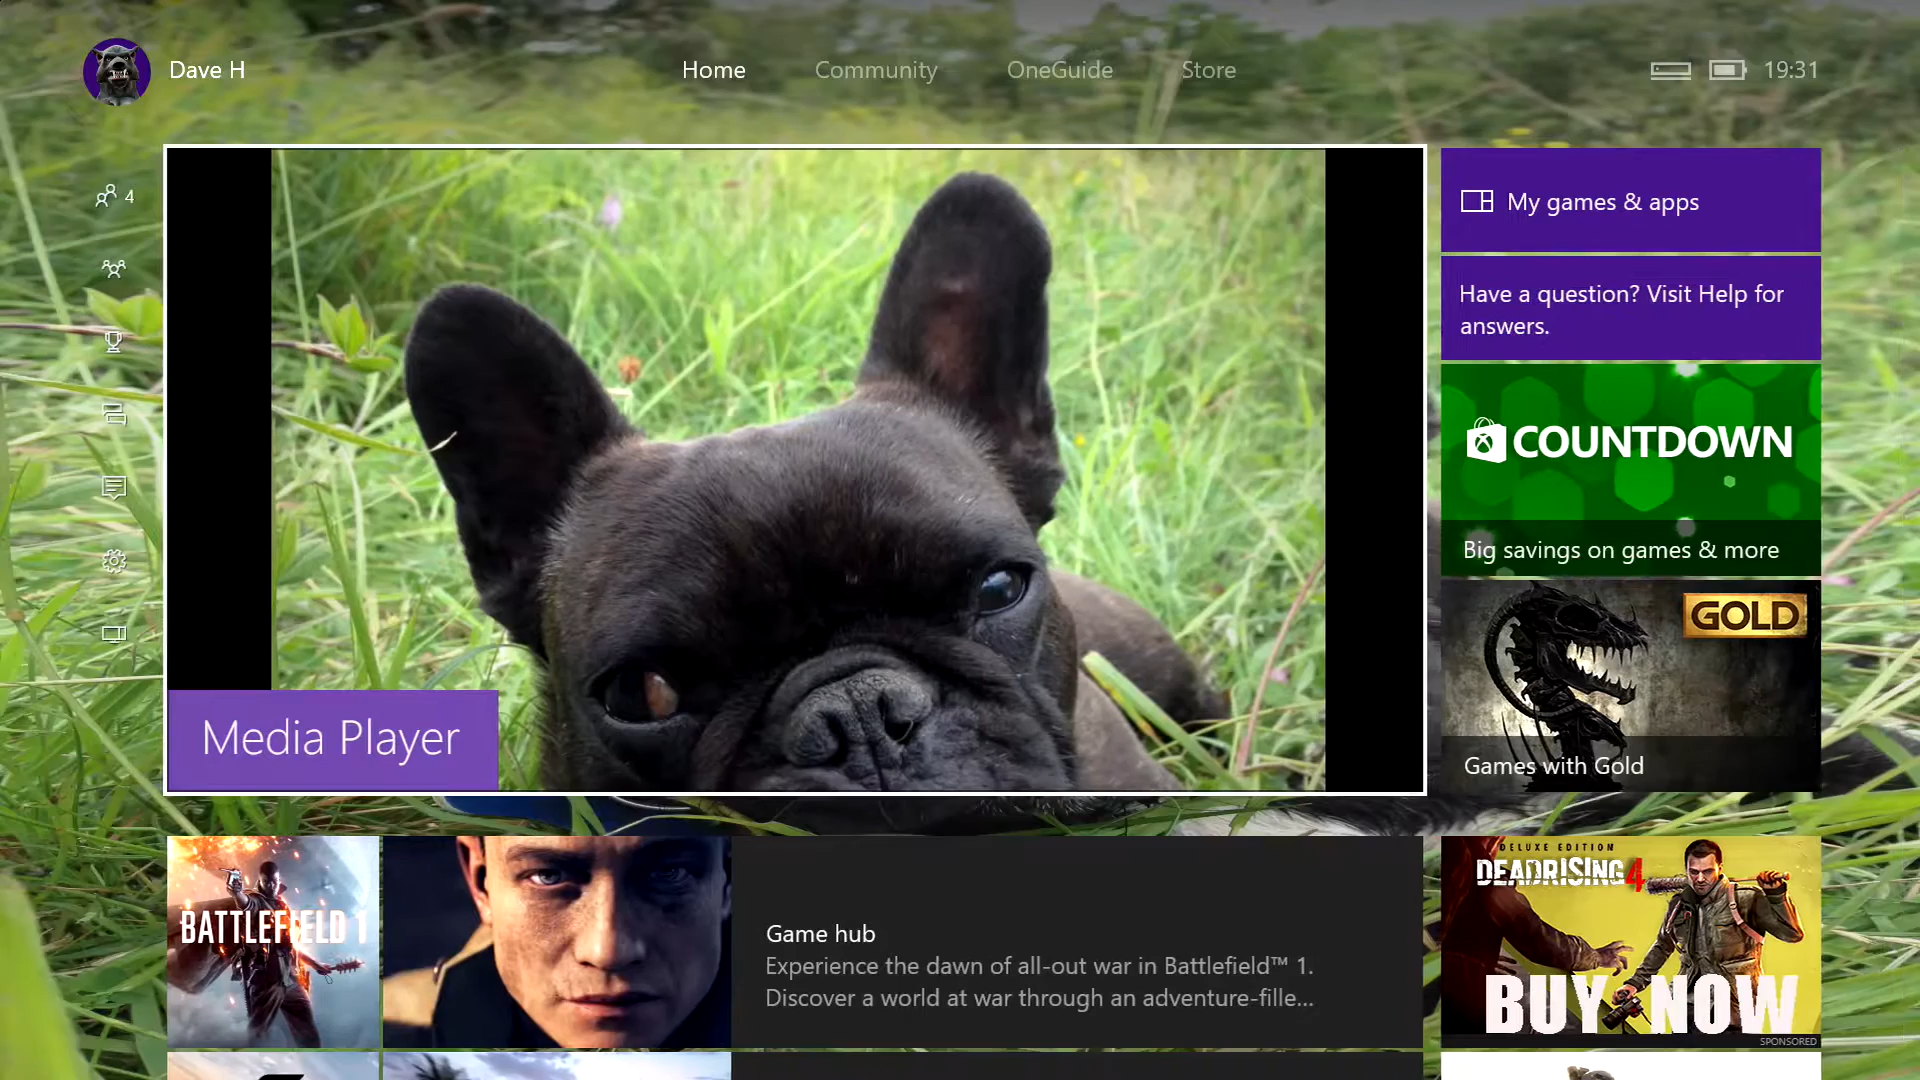 Dave H
Home
Community
OneGuide
Store
19:31
4
My games & apps
Have a question? Visit Help for
answers.
COUNTDOWN
Big savings on games & more
GOLD
Games with Gold
Media Player
BATTLEFIELD 1
Game hub
Experience the dawn of all-out war in Battlefield™ 1.
Discover a world at war through an adventure-fille...
DELUXE EDITION
DEADRISING 4
BUY NOW
SPONSORED